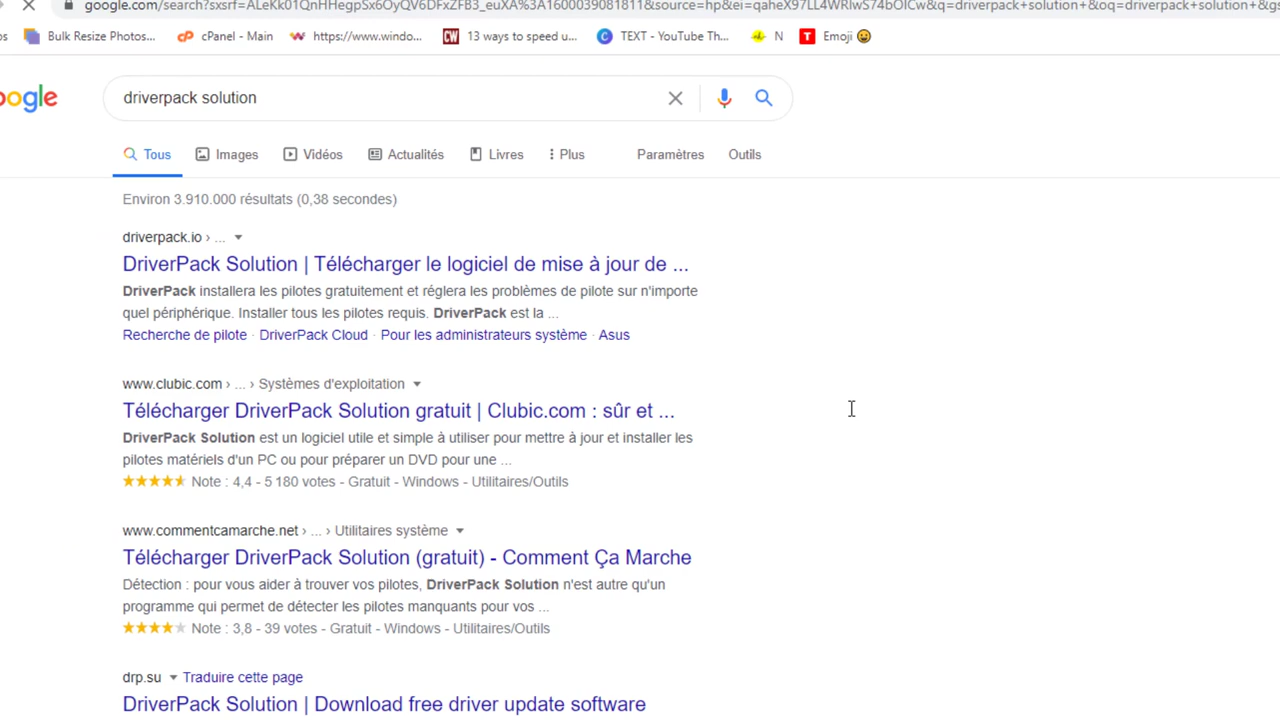 google.com/search?sxsrf=ALeKk01QnHHegpSx6OyQV6DFxZFB3_euXA%3A1600039081811&source=hp&ei=qaheX97LL4WRlwS74bOICw&q=driverpack+solution+&oq=driverpack+solution+&gs
os Bulk Resize Photos... cPanel - Main https://www.windo... 13 ways to speed u... TEXT - YouTube Th... N Emoji
ogle driverpack solution
Tous Images Vidéos Actualités Livres Plus Paramètres Outils
Environ 3.910.000 résultats (0,38 secondes)
driverpack.io › ...
DriverPack Solution | Télécharger le logiciel de mise à jour de ...
DriverPack installera les pilotes gratuitement et réglera les problèmes de pilote sur n'importe
quel périphérique. Installer tous les pilotes requis. DriverPack est la ...
Recherche de pilote · DriverPack Cloud · Pour les administrateurs système · Asus
www.clubic.com › ... › Systèmes d'exploitation
Télécharger DriverPack Solution gratuit | Clubic.com : sûr et ...
DriverPack Solution est un logiciel utile et simple à utiliser pour mettre à jour et installer les
pilotes matériels d'un PC ou pour préparer un DVD pour une ...
Note : 4,4 - 5 180 votes - Gratuit - Windows - Utilitaires/Outils
www.commentcamarche.net › ... › Utilitaires système
Télécharger DriverPack Solution (gratuit) - Comment Ça Marche
Détection : pour vous aider à trouver vos pilotes, DriverPack Solution n'est autre qu'un
programme qui permet de détecter les pilotes manquants pour vos ...
Note : 3,8 - 39 votes - Gratuit - Windows - Utilitaires/Outils
drp.su Traduire cette page
DriverPack Solution | Download free driver update software